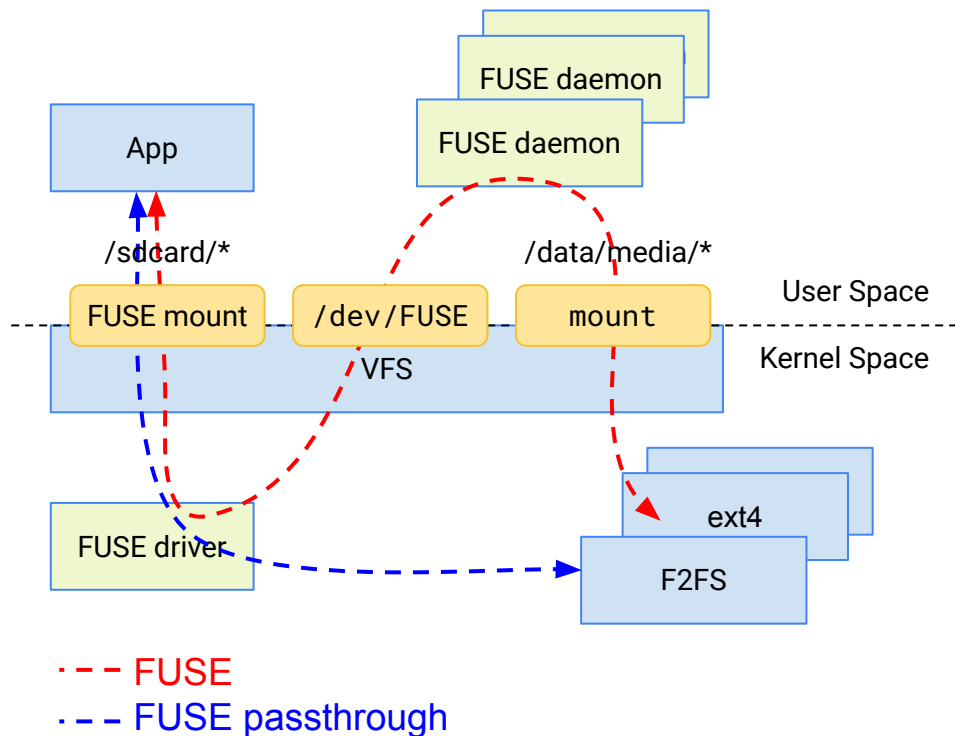 FUSE daemon
FUSE daemon
App
/sdcard/*
/data/media/*
User Space
FUSE mount
/dev/FUSE
mount
Kernel Space
VFS
ext4
FUSE driver
F2FS
FUSE
FUSE passthrough